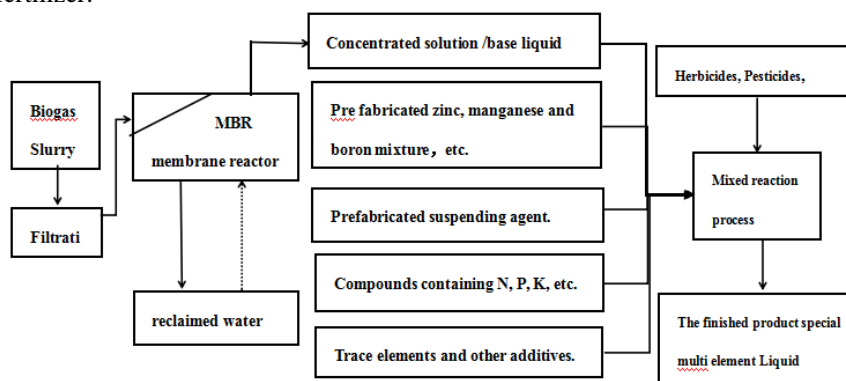 fertilizer.
Concentrated solution /base liquid
Herbicides, Pesticides,
Biogas
Slurry
MBR
membrane reactor
Pre fabricated zinc, manganese and
boron mixture，etc.
Mixed reaction
process
Prefabricated suspending agent.
Filtrati
Compounds containing N, P, K, etc.
reclaimed water
The finished product special
multi element Liquid
Trace elements and other additives.